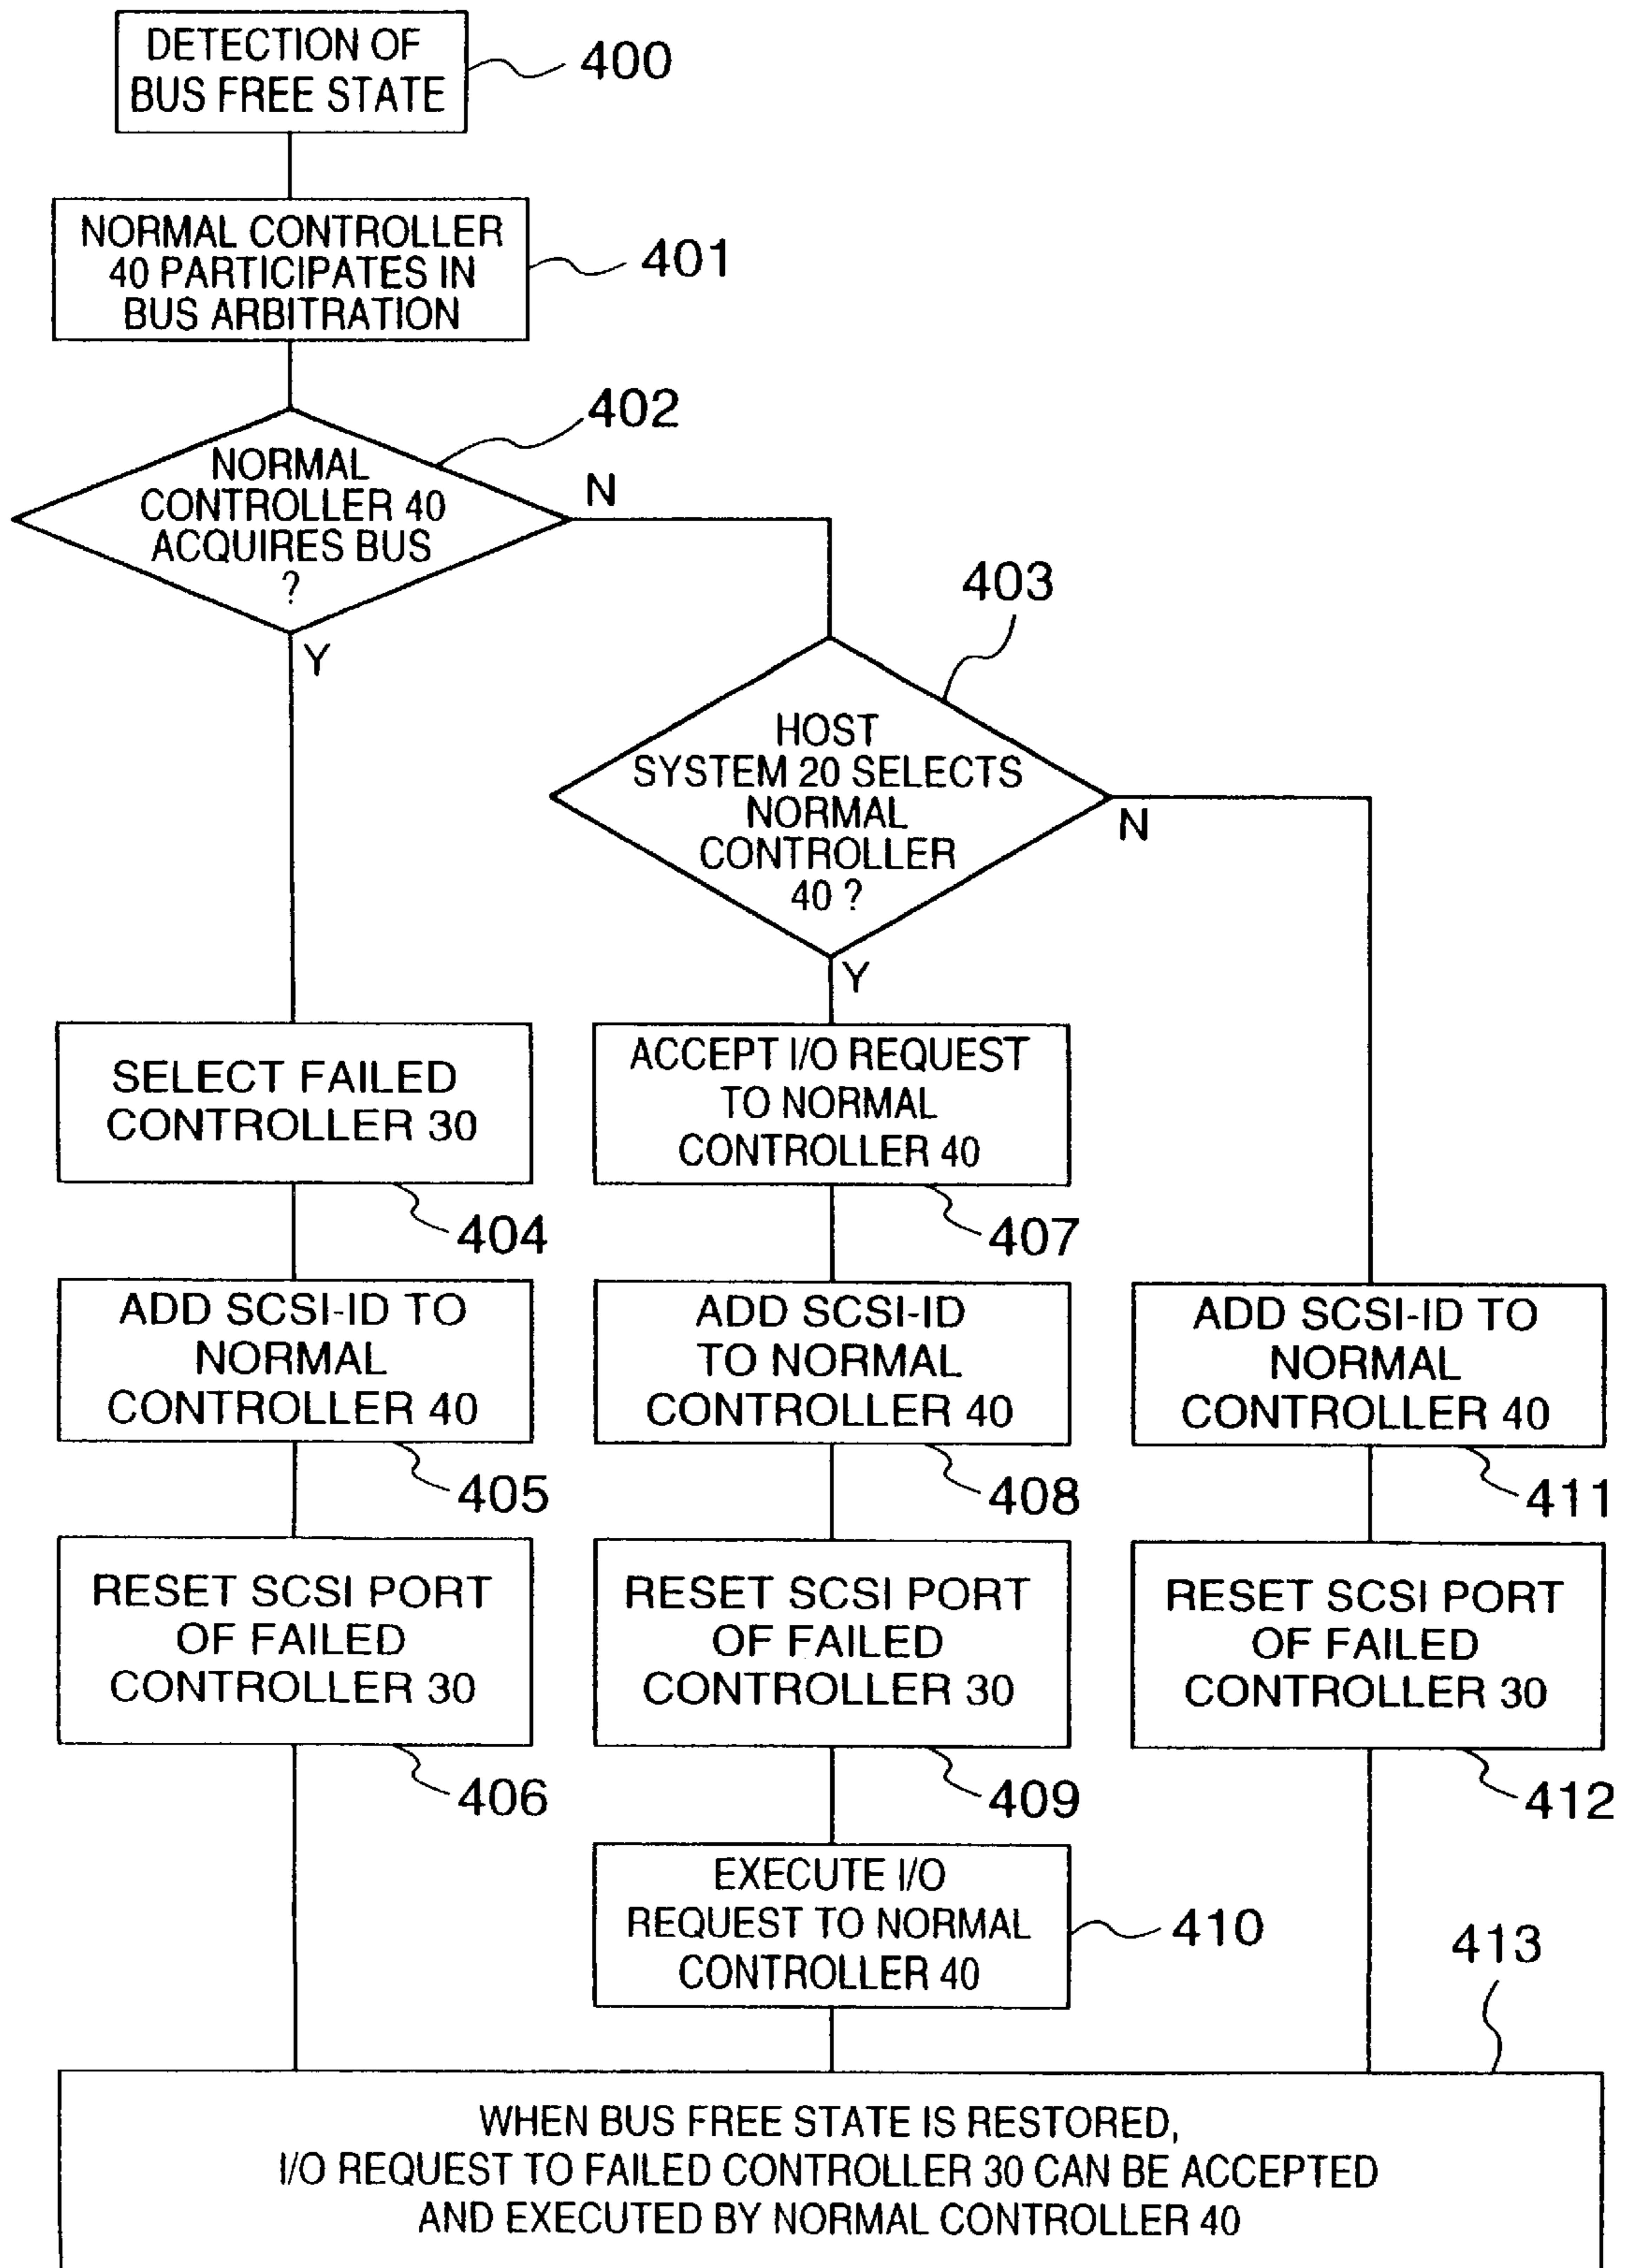 DETECTION OF
BUS FREE STATE
400
NORMAL CONTROLLER
40 PARTICIPATES IN
BUS ARBITRATION
401
402
NORMAL
CONTROLLER 40
ACQUIRES BUS
?
N
Y
403
HOST
SYSTEM 20 SELECTS
NORMAL
CONTROLLER
40 ?
N
Y
SELECT FAILED
CONTROLLER 30
404
ACCEPT I/O REQUEST
TO NORMAL
CONTROLLER 40
407
ADD SCSI-ID TO
NORMAL
CONTROLLER 40
405
ADD SCSI-ID
TO NORMAL
CONTROLLER 40
408
ADD SCSI-ID TO
NORMAL
CONTROLLER 40
411
RESET SCSI PORT
OF FAILED
CONTROLLER 30
406
RESET SCSI PORT
OF FAILED
CONTROLLER 30
409
RESET SCSI PORT
OF FAILED
CONTROLLER 30
412
EXECUTE I/O
REQUEST TO NORMAL
CONTROLLER 40
410
413
WHEN BUS FREE STATE IS RESTORED,
I/O REQUEST TO FAILED CONTROLLER 30 CAN BE ACCEPTED
AND EXECUTED BY NORMAL CONTROLLER 40